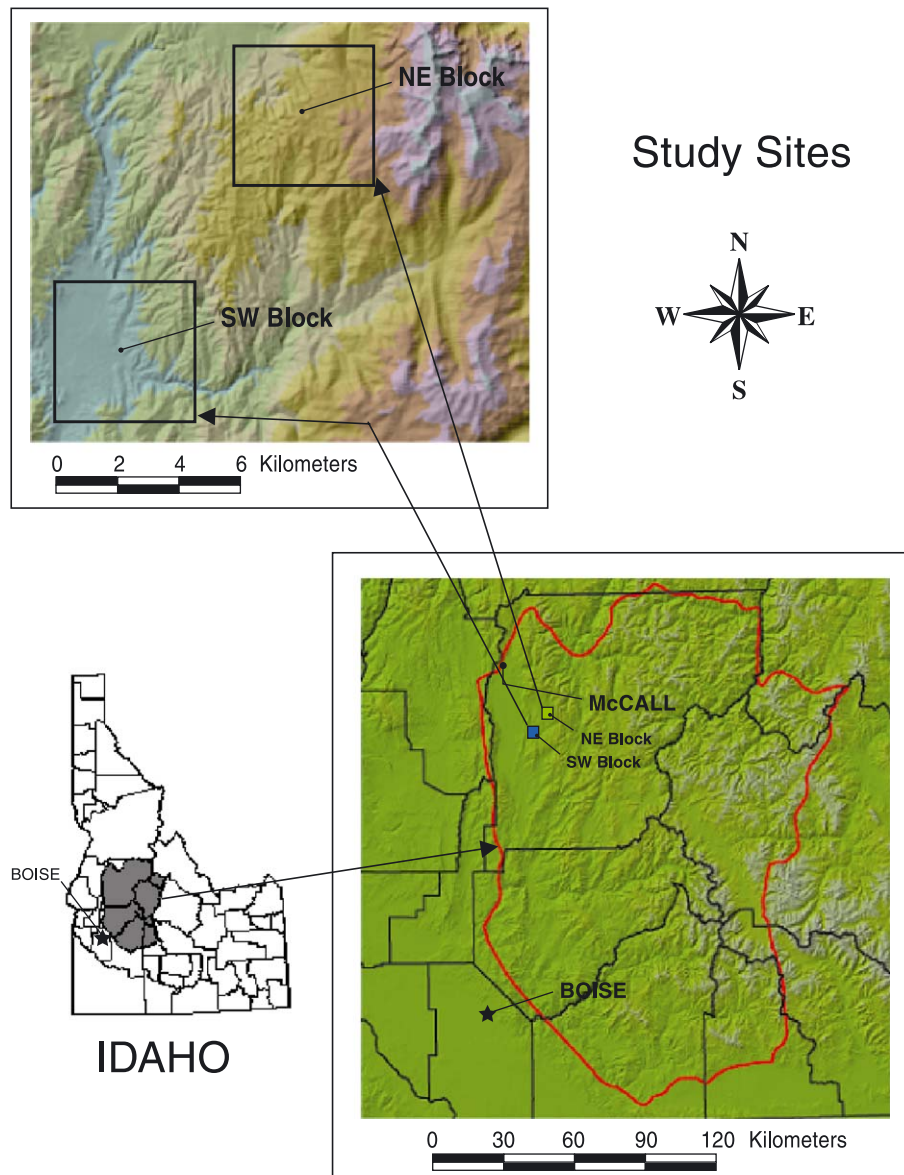 NE Block
SW Block
0 2 4 6 Kilometers
Study Sites
N
W E
S
McCALL
NE Block
SW Block
BOISE
0 30 60 90 120 Kilometers
BOISE
IDAHO